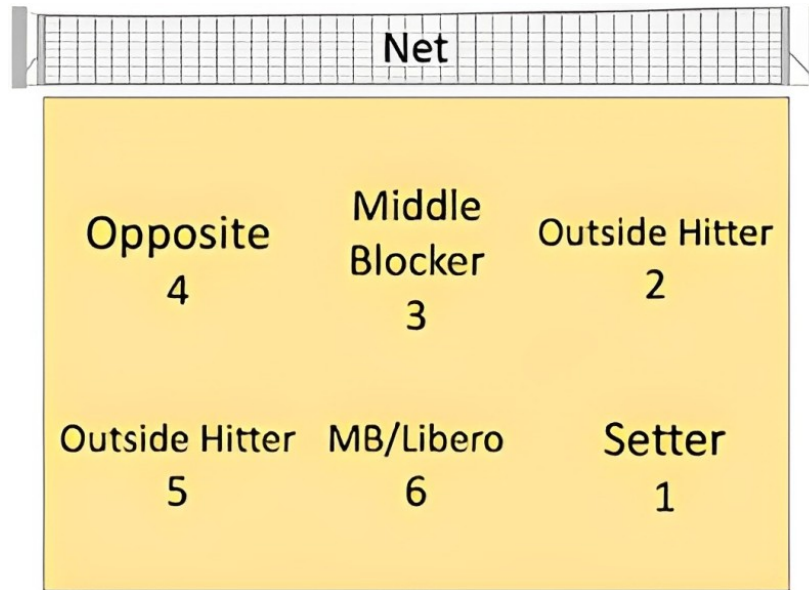 Net
Opposite
4
Middle
Blocker
3
Outside Hitter
2
Outside Hitter
5
MB/Libero
6
Setter
1